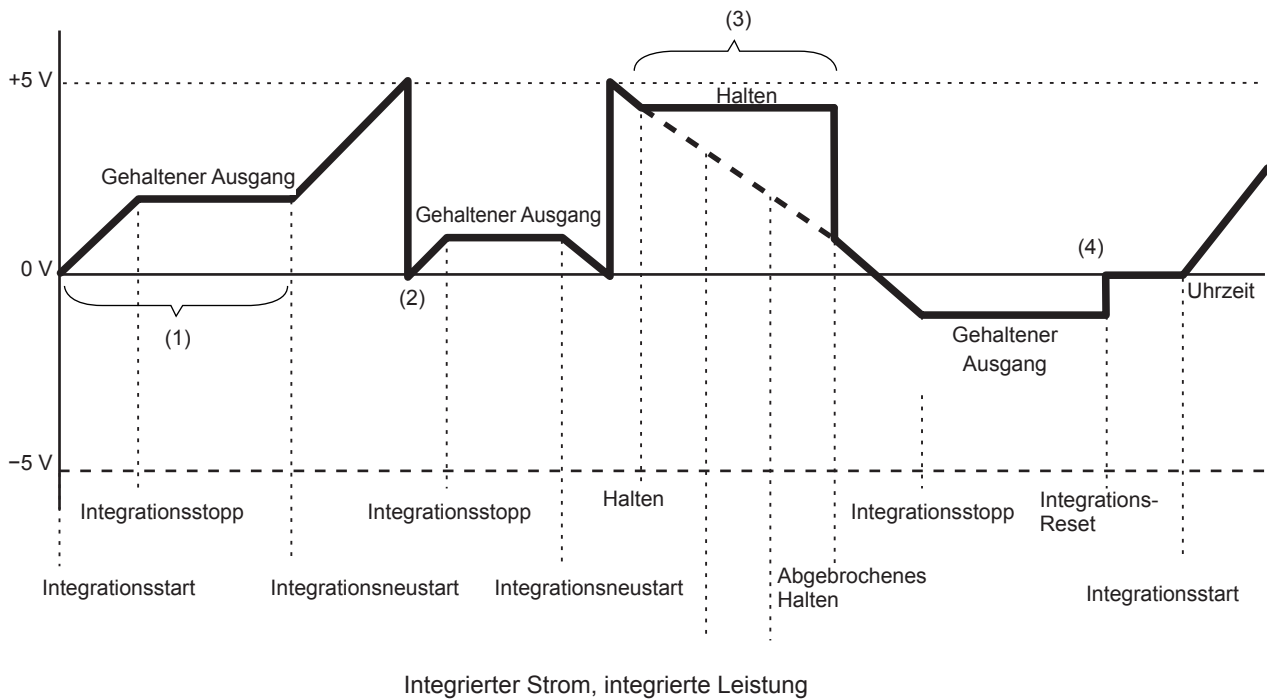 (3)
+5 V
Halten
Gehaltener Ausgang
Gehaltener Ausgang
(4)
0 V
(2)
Uhrzeit
(1)
Gehaltener
Ausgang
−5 V
Integrationsstopp
Integrationsstopp
Halten
Integrationsstopp
Integrations-
Reset
Integrationsstart
Integrationsneustart
Integrationsneustart
Abgebrochenes
Halten
Integrationsstart
Integrierter Strom, integrierte Leistung